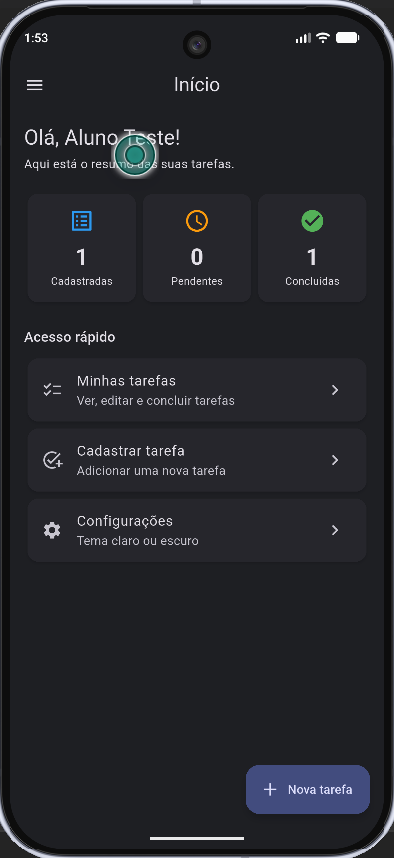 1:53
Início
Olá, Aluno Teste!
Aqui está o resumo das suas tarefas.
1
0
1
Cadastradas
Pendentes
Concluidas
Acesso rápido
Minhas tarefas
Ver, editar e concluir tarefas
Cadastrar tarefa
Adicionar uma nova tarefa
Configurações
Tema claro ou escuro
Nova tarefa